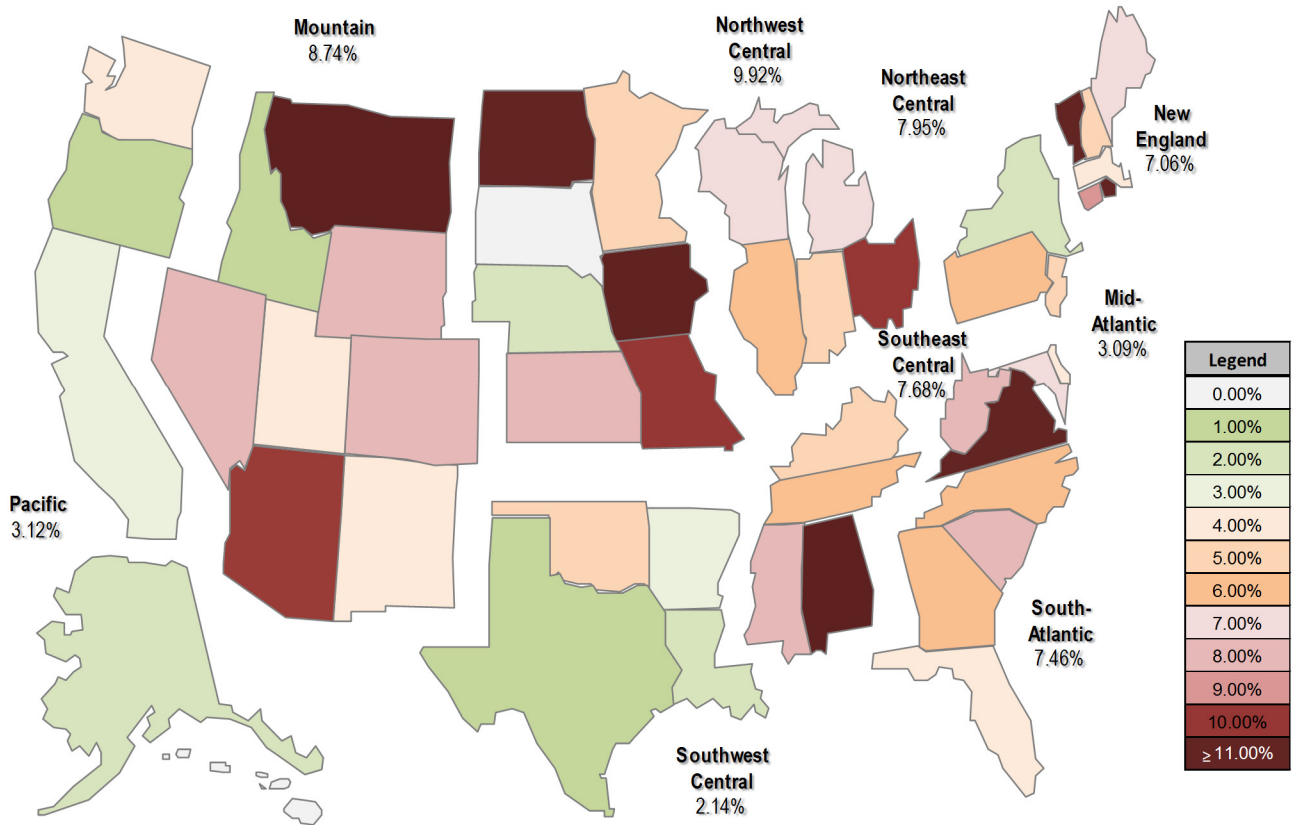 Mountain
8.74%
Northwest
Central
9.92%
Northeast
Central
7.95%
New
England
7.06%
Mid-
Atlantic
3.09%
Southeast
Central
7.68%
Pacific
3.12%
South-
Atlantic
7.46%
Southwest
Central
2.14%
Legend
0.00%
1.00%
2.00%
3.00%
4.00%
5.00%
6.00%
7.00%
8.00%
9.00%
10.00%
≥ 11.00%